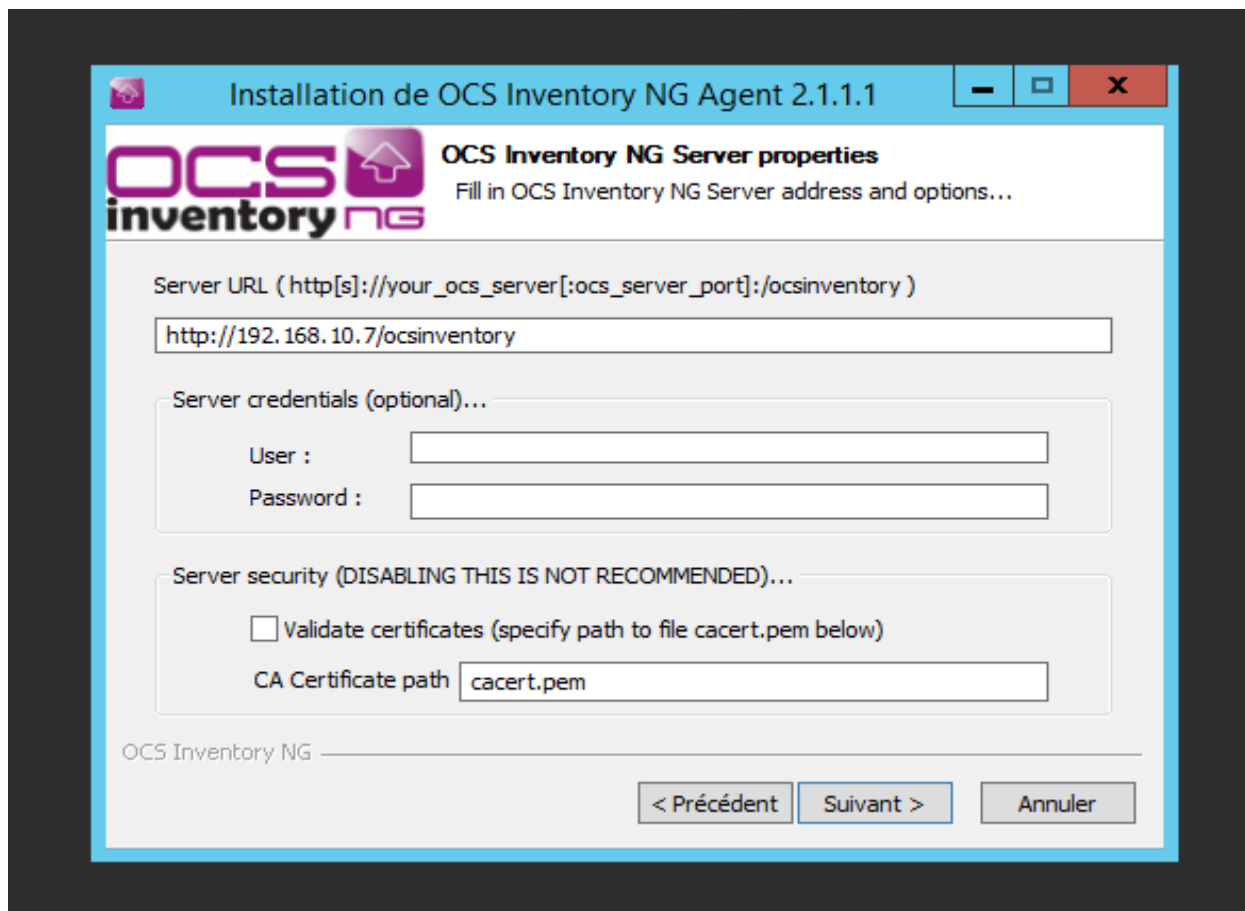 Installation de OCS Inventory NG Agent 2.1.1.1
OCS
inventory NG
OCS Inventory NG Server properties
Fill in OCS Inventory NG Server address and options...
Server URL ( http[s]://your_ocs_server[:ocs_server_port]:/ocsinventory )
http://192.168.10.7/ocsinventory
Server credentials (optional)...
User :
Password :
Server security (DISABLING THIS IS NOT RECOMMENDED)...
Validate certificates (specify path to file cacert.pem below)
CA Certificate path cacert.pem
OCS Inventory NG
< Précédent Suivant > Annuler